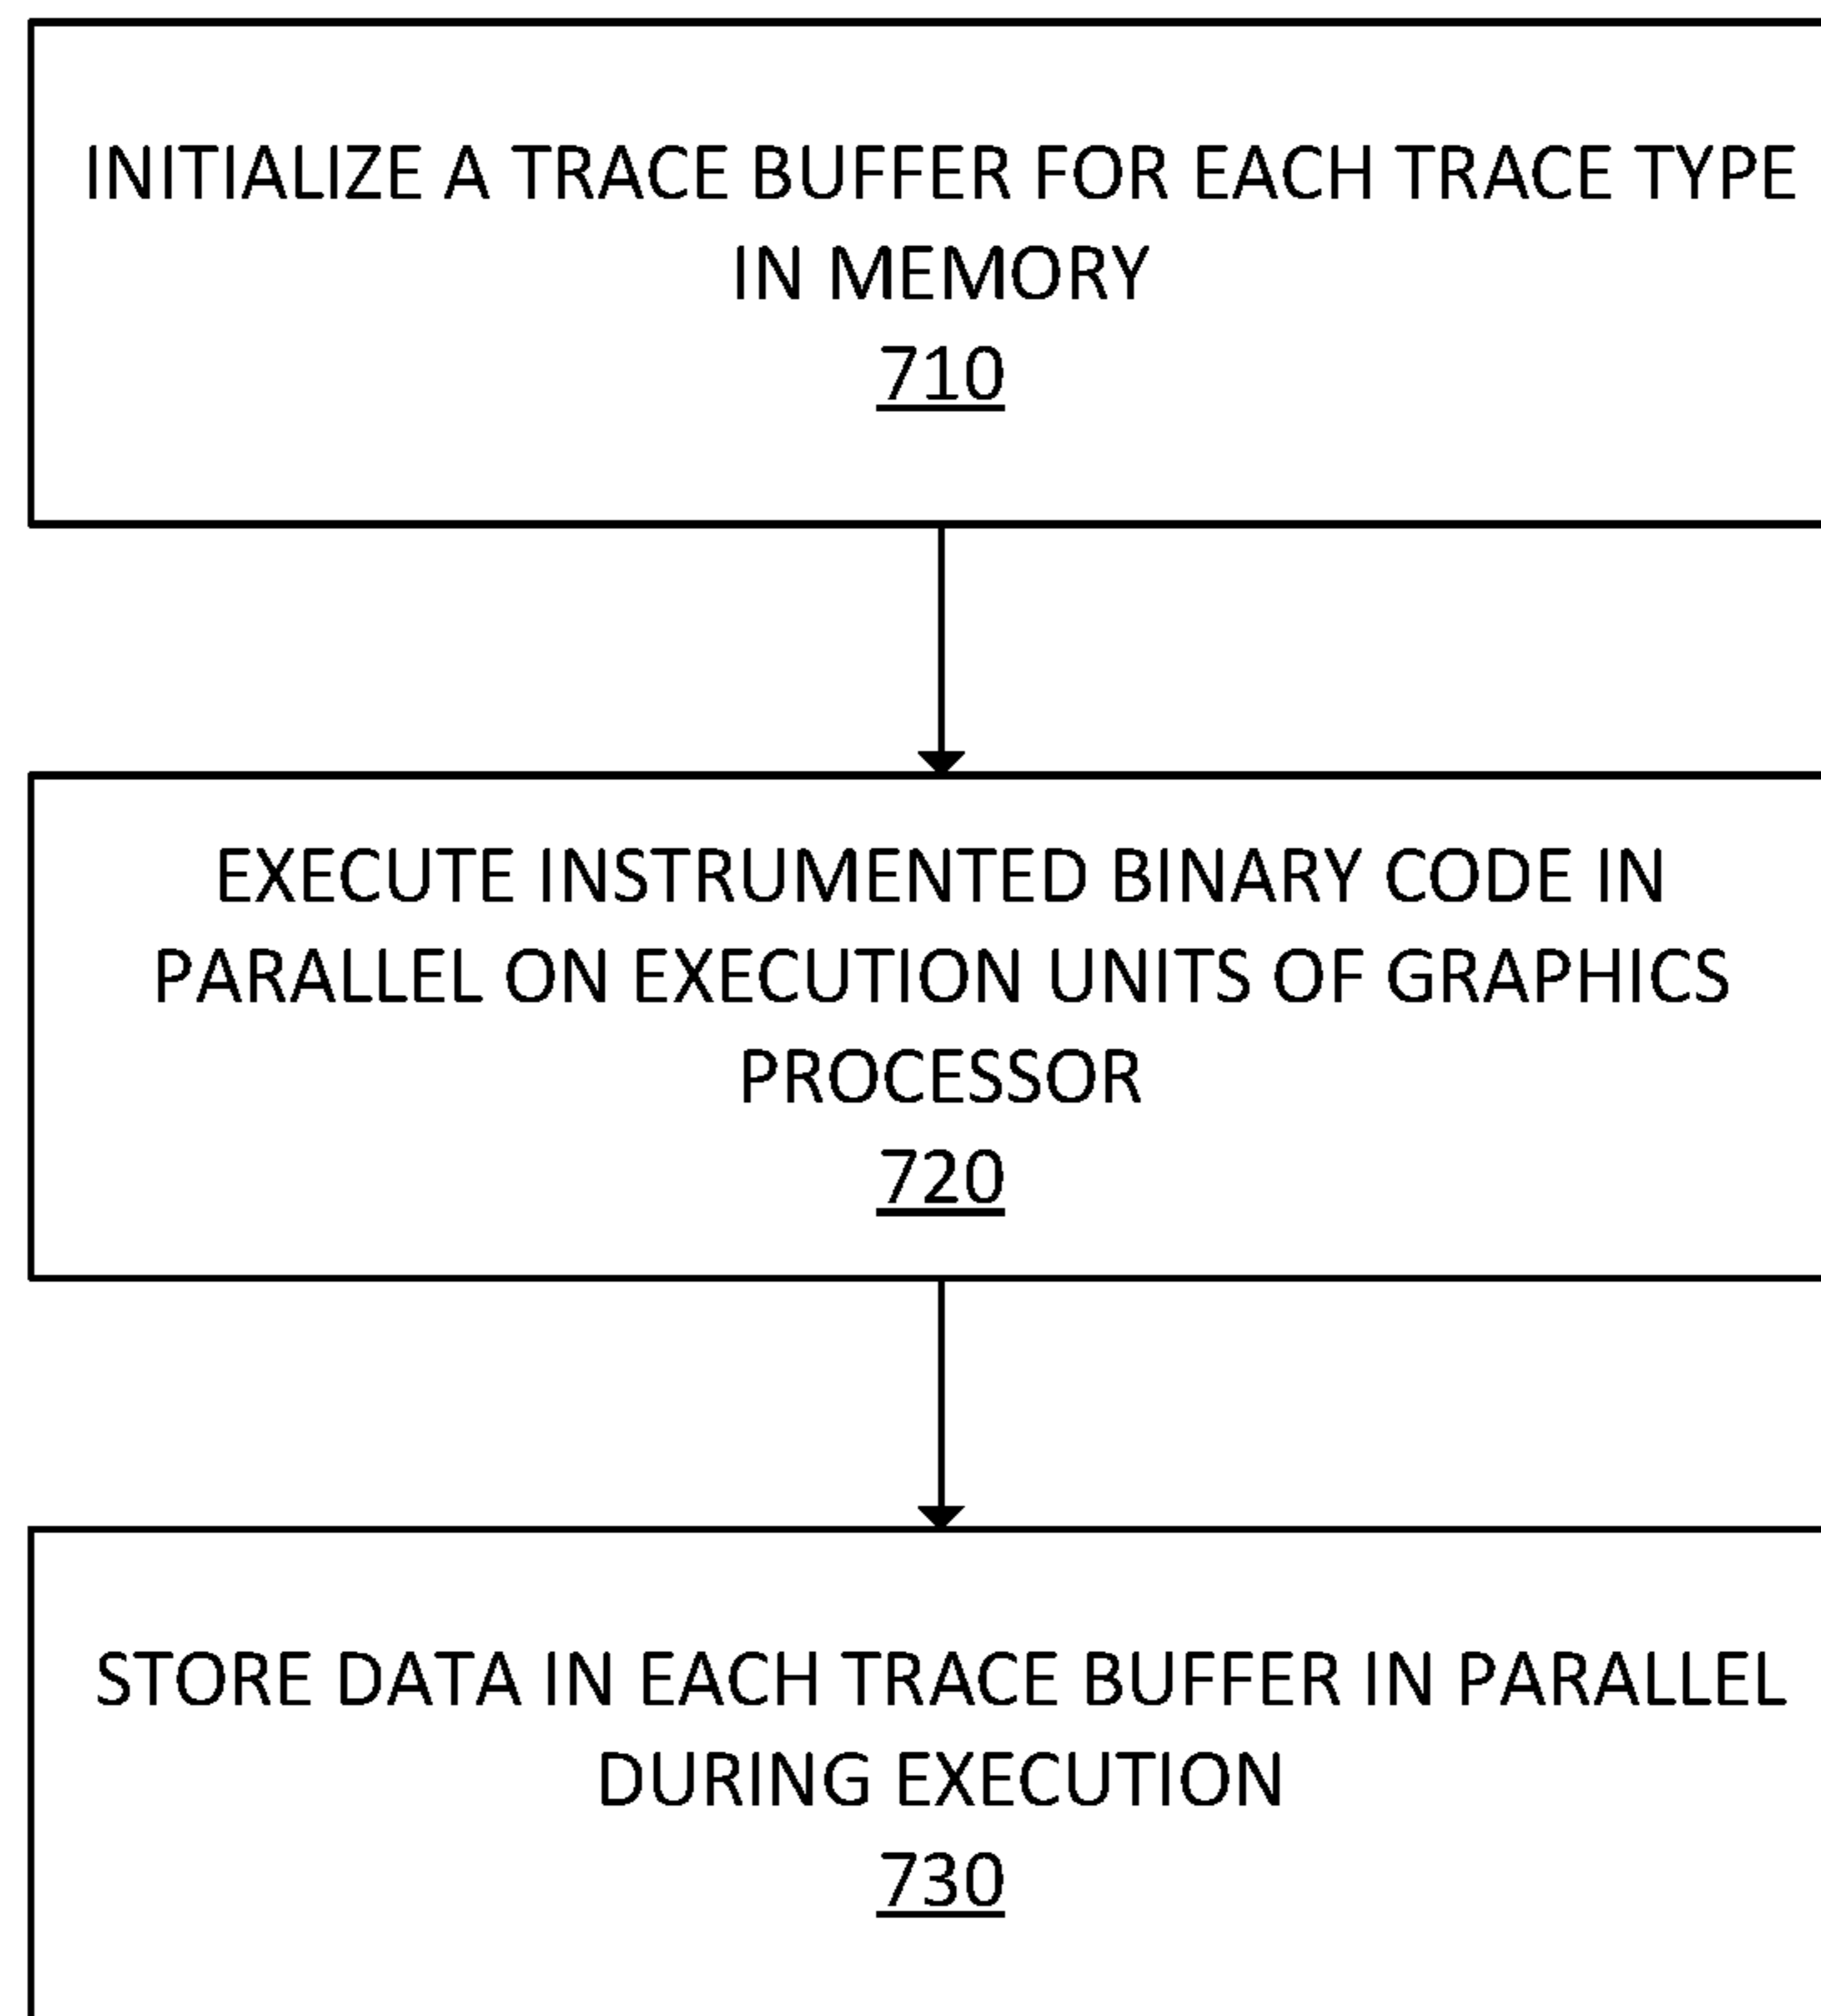 INITIALIZE A TRACE BUFFER FOR EACH TRACE TYPE
IN MEMORY
710
EXECUTE INSTRUMENTED BINARY CODE IN
PARALLEL ON EXECUTION UNITS OF GRAPHICS
PROCESSOR
720
STORE DATA IN EACH TRACE BUFFER IN PARALLEL
DURING EXECUTION
730